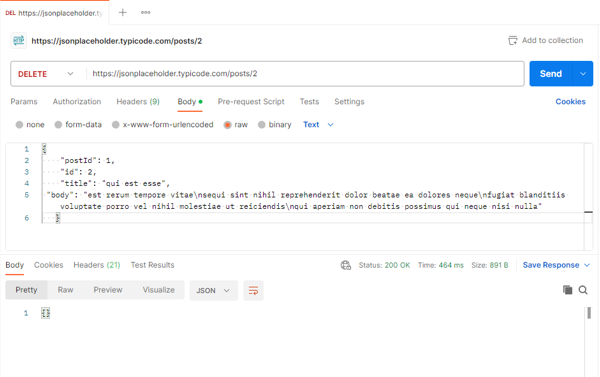 DEL https://jsonplaceholder.ty
https://jsonplaceholder.typicode.com/posts/2
Add to collection
DELETE https://jsonplaceholder.typicode.com/posts/2 Send
Params Authorization Headers (9) Body Pre-request Script Tests Settings Cookies
none form-data x-www-form-urlencoded raw binary Text
1 {
2 "postId": 1,
3 "id": 2,
4 "title": "qui est esse",
5 "body": "est rerum tempore vitae\nsequi sint nihil reprehenderit dolor beatae ea dolores neque\nfugiat blanditiis
voluptate porro vel nihil molestiae ut reiciendis\nqui aperiam non debitis possimus qui neque nisi nulla"
6 }
Body Cookies Headers (21) Test Results Status: 200 OK Time: 464 ms Size: 891 B Save Response
Pretty Raw Preview Visualize JSON
1 {}